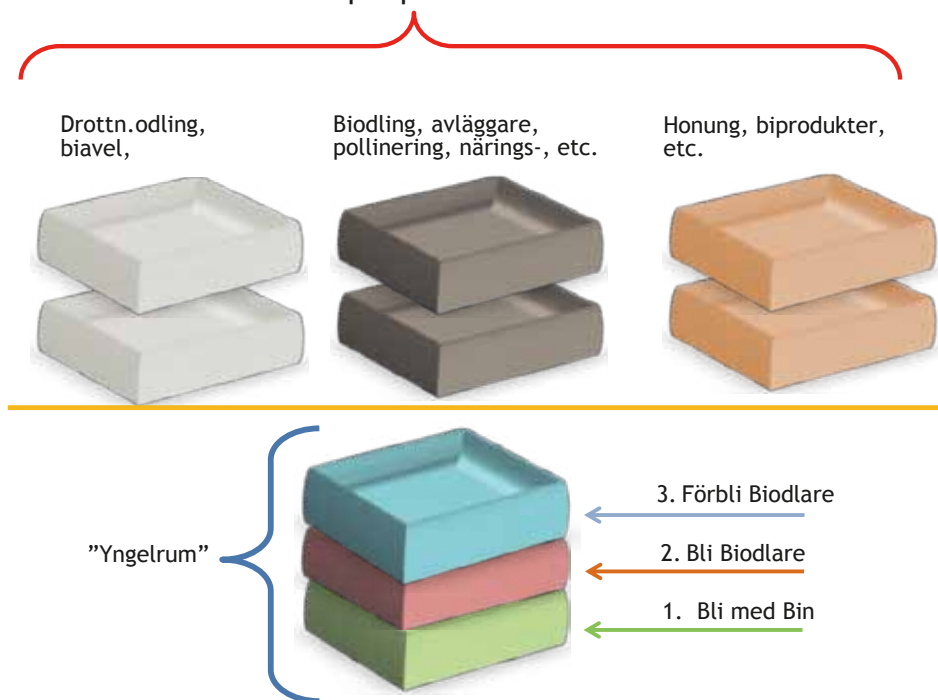 Drottn.odling,
biavel,
Biodling, avläggare,
pollinering, närings-, etc.
Honung, biprodukter,
etc.
3. Förbli Biodlare
”Yngelrum”
2. Bli Biodlare
1. Bli med Bin